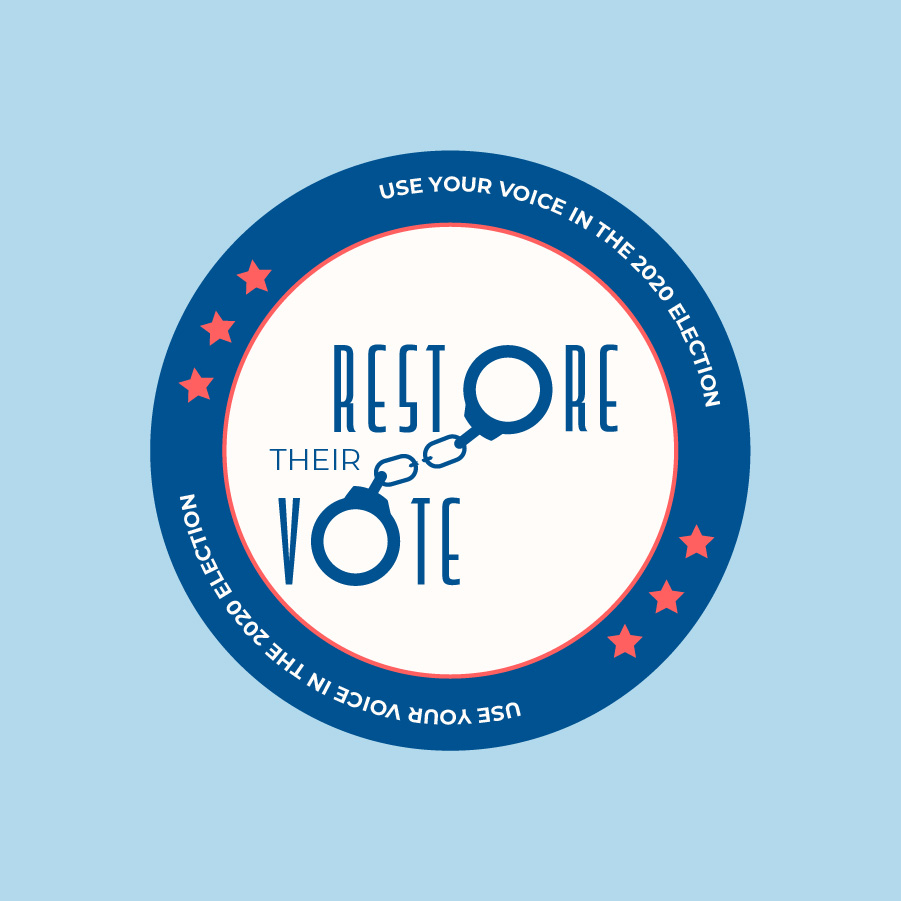 USE YOUR VOICE IN THE 2020 ELECTION
RESTORE
THEIR
VOTE
USE YOUR VOICE IN THE 2020 ELECTION